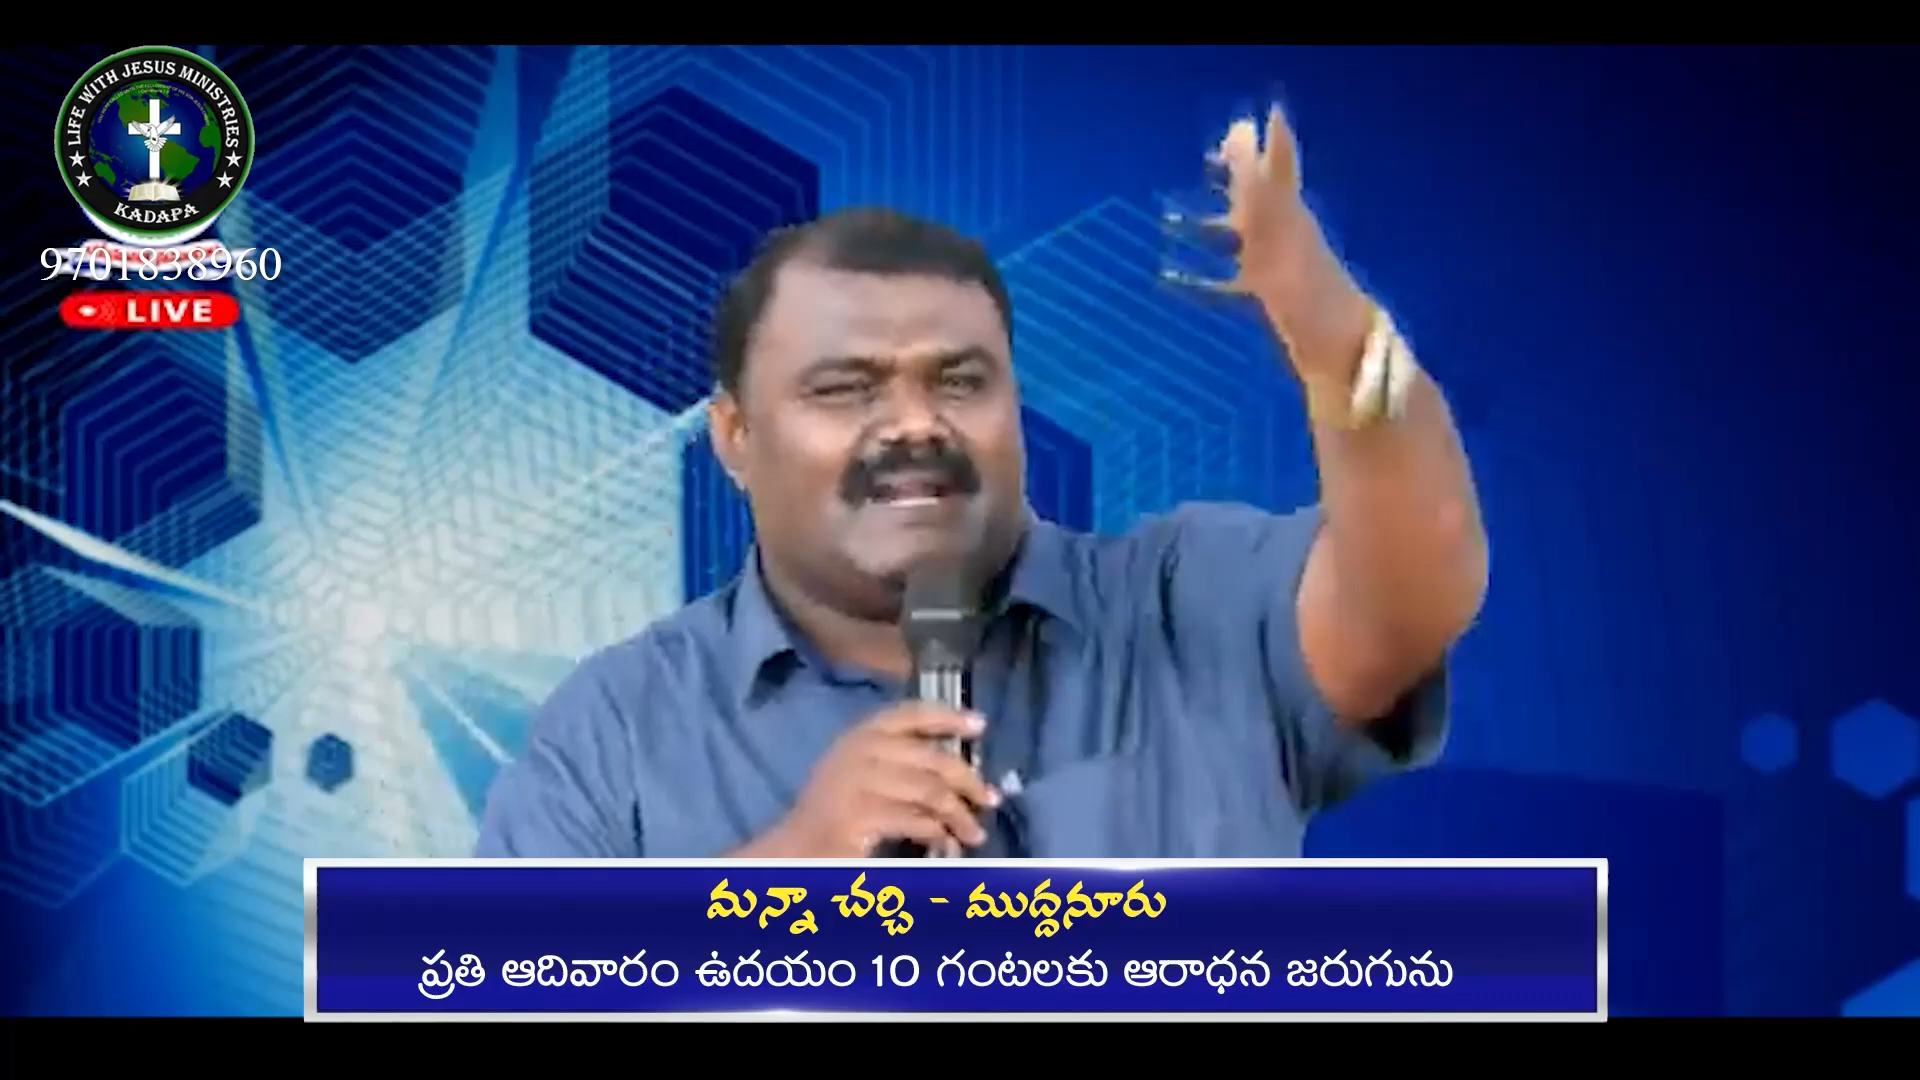 LIFE WITH JESUS MINISTRIES
KADAPA
9701838960
LIVE
మన్నా చర్చి - ముద్దనూరు
ప్రతి ఆదివారం ఉదయం 10 గంటలకు ఆరాధన జరుగును